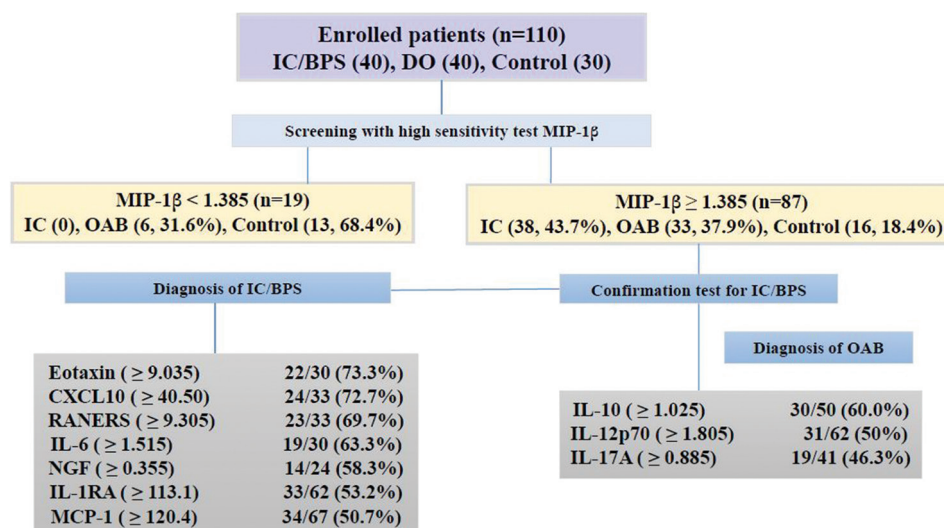 Enrolled patients (n=110)
IC/BPS (40), DO (40), Control (30)
Screening with high sensitivity test MIP-1β
MIP-1β < 1.385 (n=19)
IC (0), OAB (6, 31.6%), Control (13, 68.4%)
MIP-1β ≥ 1.385 (n=87)
IC (38, 43.7%), OAB (33, 37.9%), Control (16, 18.4%)
Diagnosis of IC/BPS
Confirmation test for IC/BPS
Diagnosis of OAB
Eotaxin ( ≥ 9.035) 22/30 (73.3%)
CXCL10 ( ≥ 40.50) 24/33 (72.7%)
RANERS ( ≥ 9.305) 23/33 (69.7%)
IL-6 ( ≥ 1.515) 19/30 (63.3%)
NGF ( ≥ 0.355) 14/24 (58.3%)
IL-1RA ( ≥ 113.1) 33/62 (53.2%)
MCP-1 ( ≥ 120.4) 34/67 (50.7%)
IL-10 ( ≥ 1.025) 30/50 (60.0%)
IL-12p70 ( ≥ 1.805) 31/62 (50%)
IL-17A ( ≥ 0.885) 19/41 (46.3%)